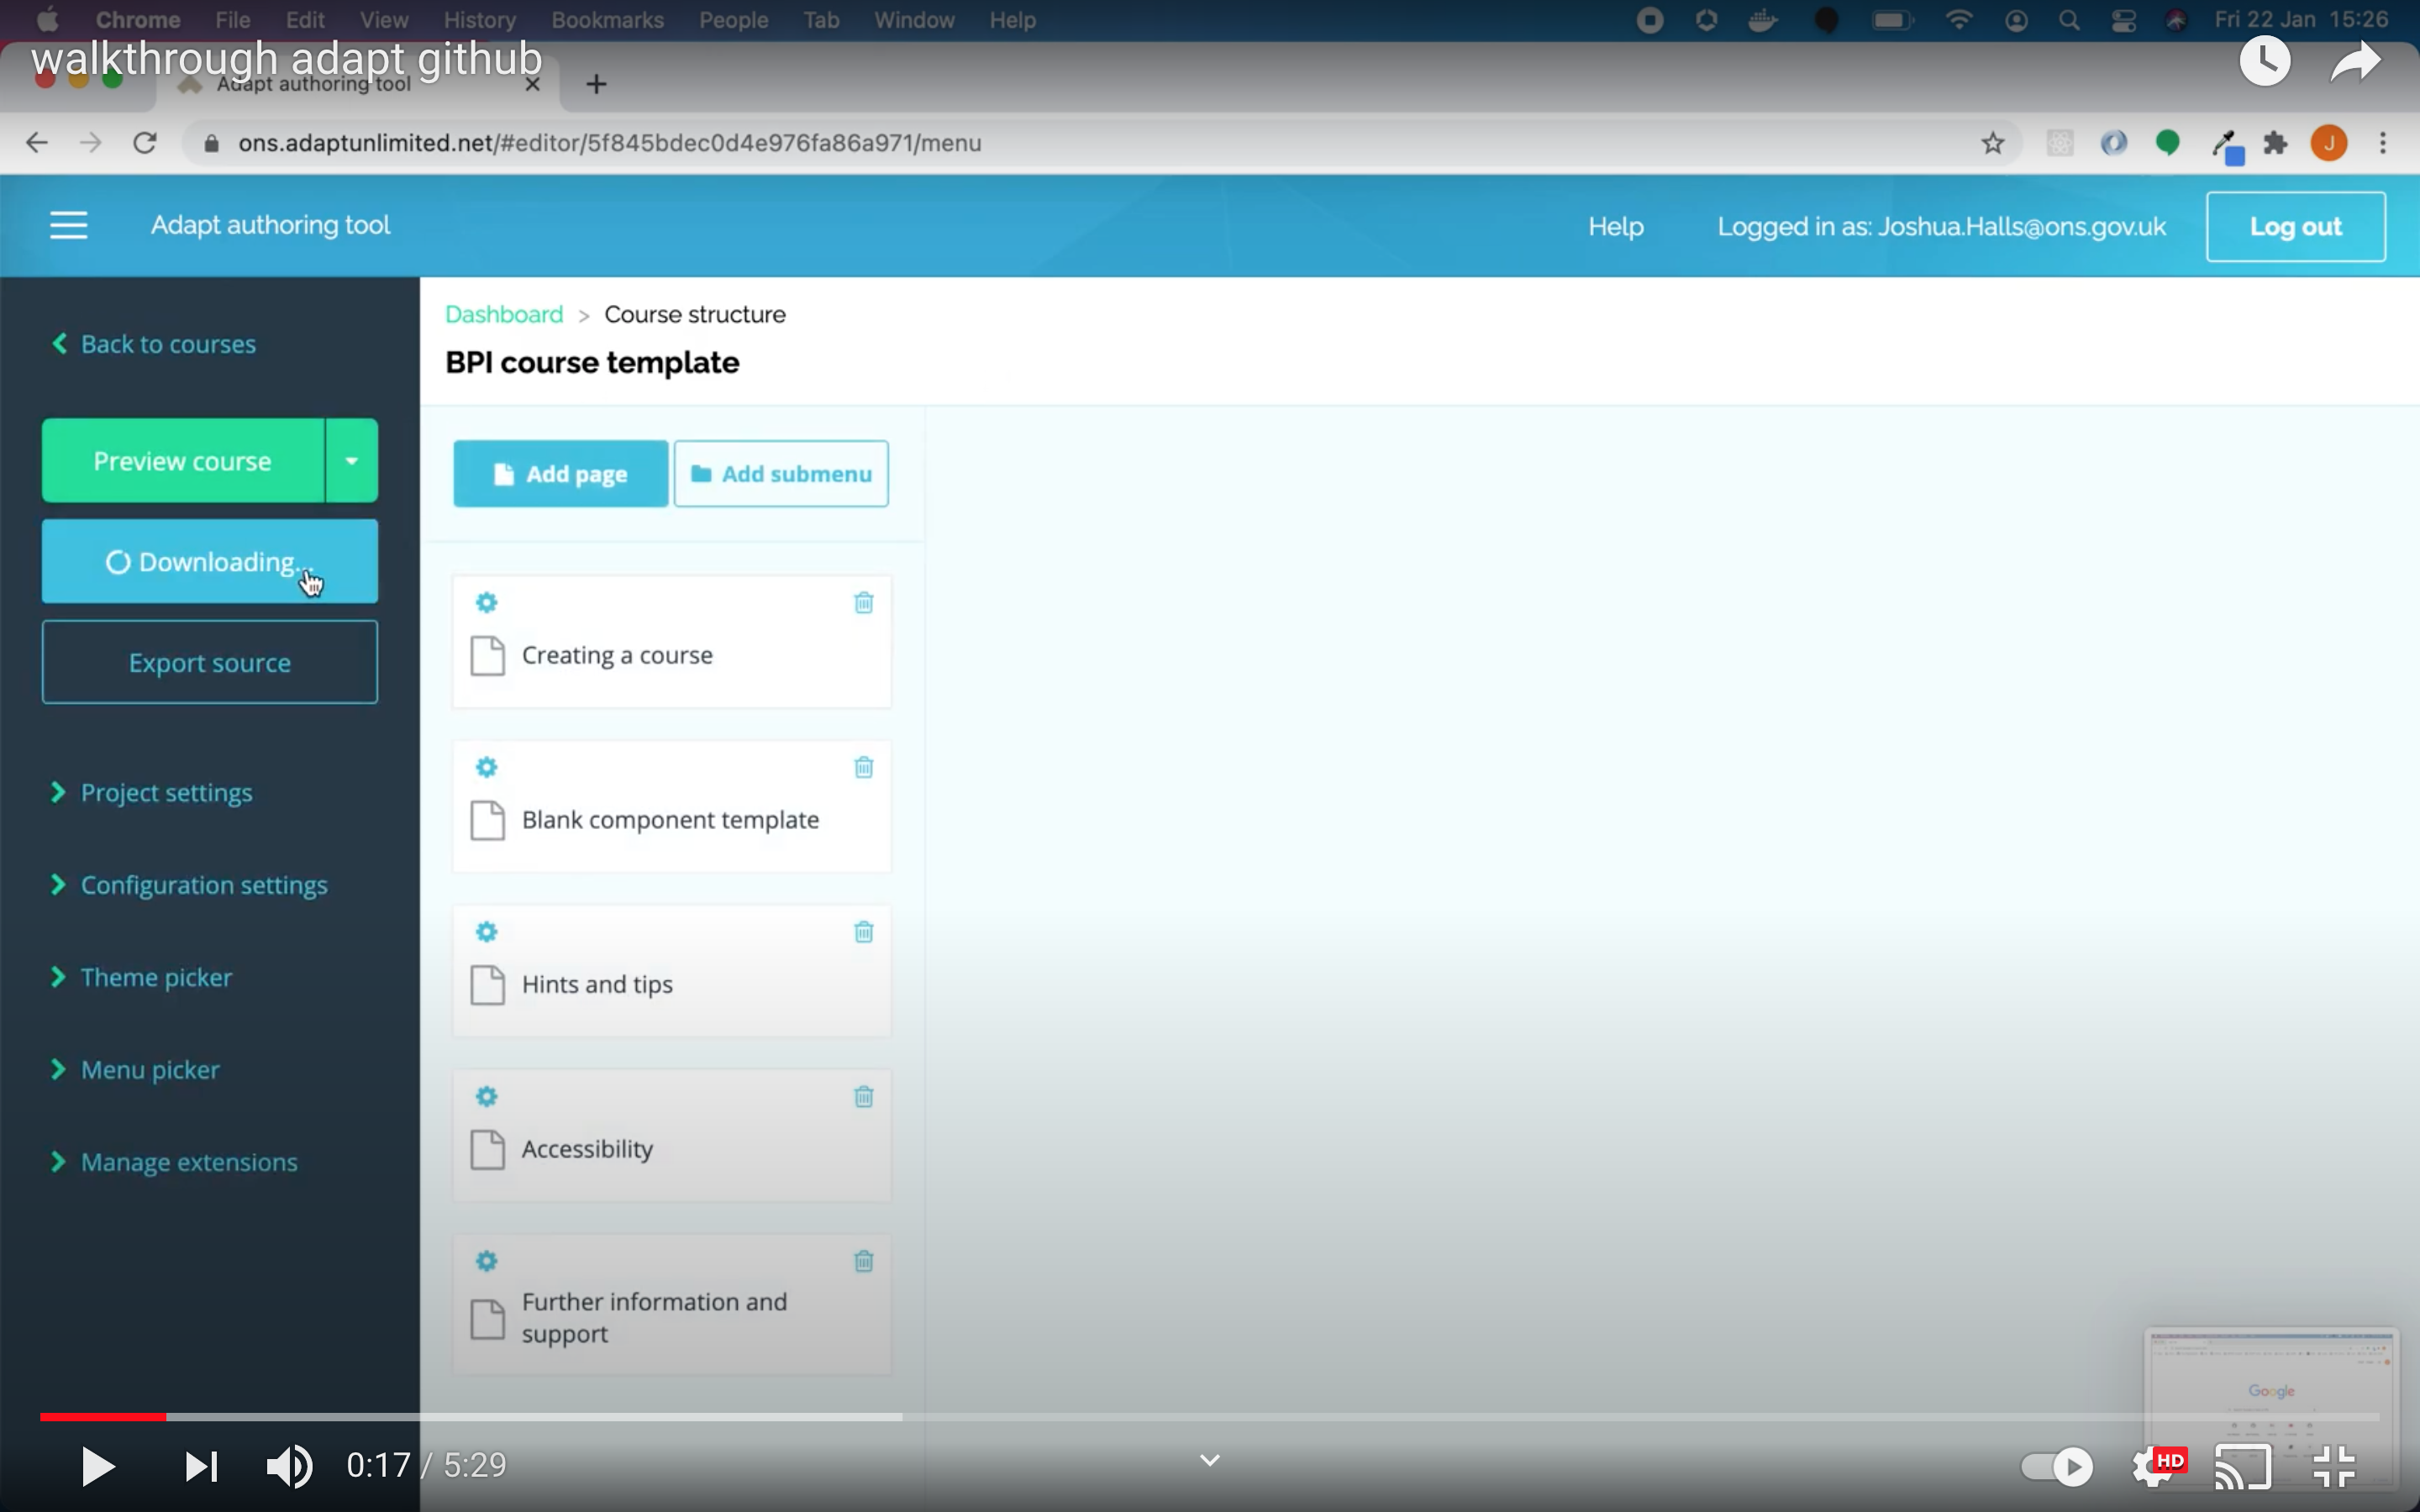 Chrome File Edit View History Bookmarks People Tab Window Help Fri 22 Jan 15:26
walkthrough adapt github
Adapt authoring tool
ons.adaptunlimited.net/#editor/5f845bdec0d4e976fa86a971/menu
J
Adapt authoring tool Help Logged in as: Joshua.Halls@ons.gov.uk Log out
Dashboard > Course structure
BPI course template
Back to courses
Preview course
Downloading...
Export source
Project settings
Configuration settings
Theme picker
Menu picker
Manage extensions
Add page Add submenu
Creating a course
Blank component template
Hints and tips
Accessibility
Further information and
support
Google
0:17 / 5:29
HD